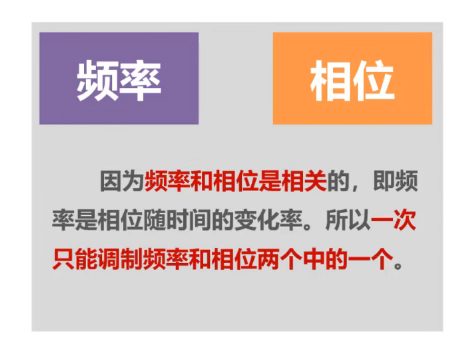 频率
相位
因为频率和相位是相关的，即频
率是相位随时间的变化率。所以一次
只能调制频率和相位两个中的一个。